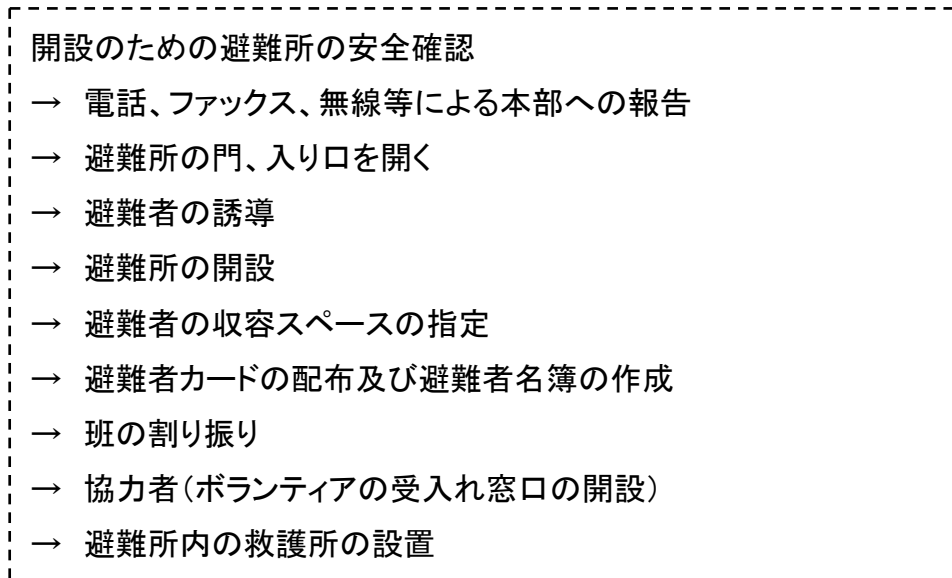 開設のための避難所の安全確認
→ 電話、ファックス、無線等による本部への報告
→ 避難所の門、入り口を開く
→ 避難者の誘導
→ 避難所の開設
→ 避難者の収容スペースの指定
→ 避難者カードの配布及び避難者名簿の作成
→ 班の割り振り
→ 協力者（ボランティアの受入れ窓口の開設）
→ 避難所内の救護所の設置